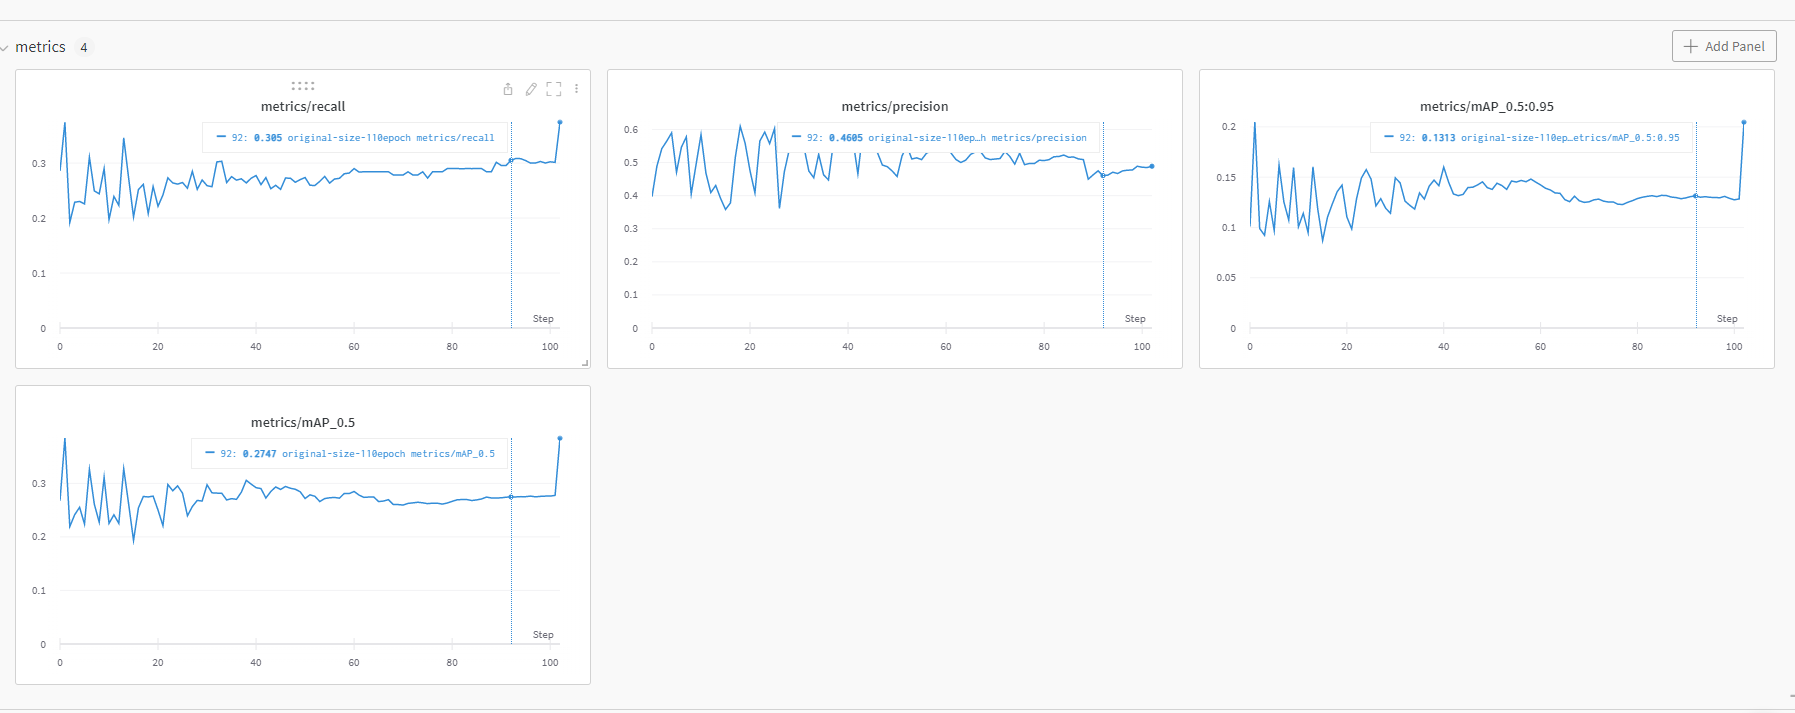 metrics 4
Add Panel
metrics/recall
92: 0.305 original-size-110epoch metrics/recall
0.3
0.2
0.1
0
Step
0 20 40 60 80 100
metrics/precision
92: 0.4605 original-size-110ep…h metrics/precision
0.6
0.5
0.4
0.3
0.2
0.1
0
Step
0 20 40 60 80 100
metrics/mAP_0.5:0.95
92: 0.1313 original-size-110ep…etrics/mAP_0.5:0.95
0.2
0.15
0.1
0.05
0
Step
0 20 40 60 80 100
metrics/mAP_0.5
92: 0.2747 original-size-110epoch metrics/mAP_0.5
0.3
0.2
0.1
0
Step
0 20 40 60 80 100